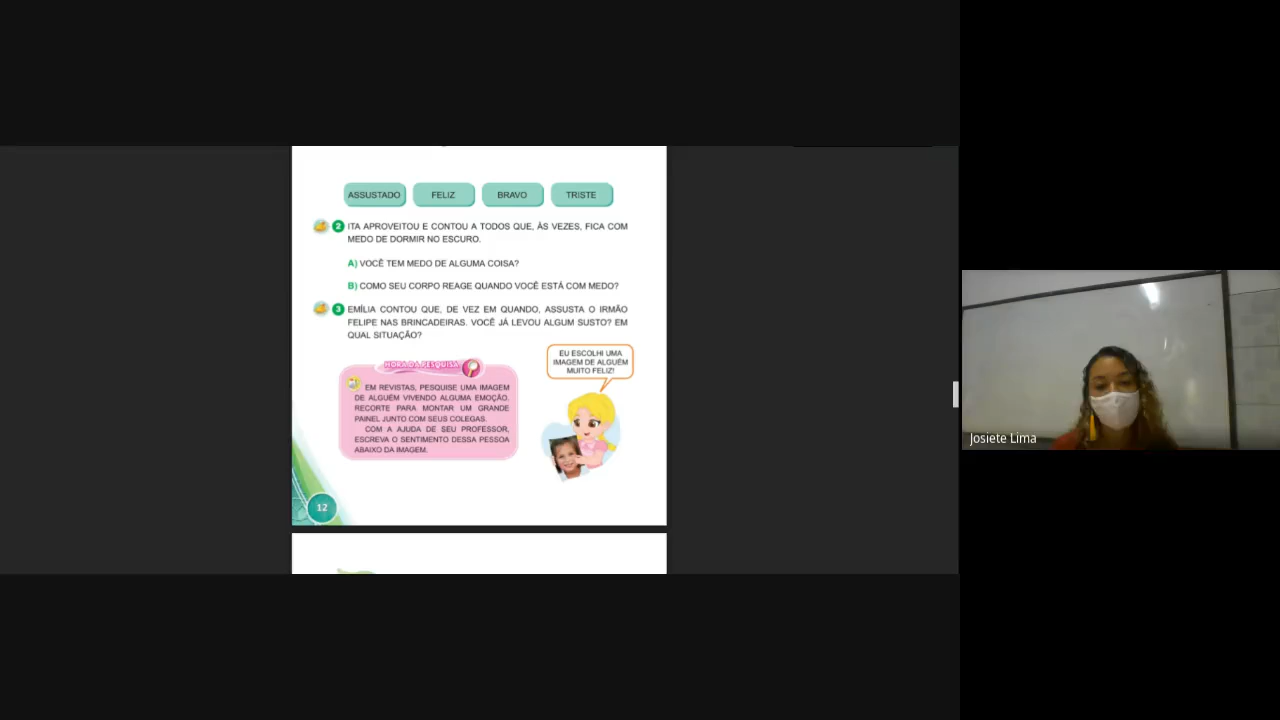 ASSUSTADO FELIZ BRAVO TRISTE
2 ITA APROVEITOU E CONTOU A TODOS QUE, ÀS VEZES, FICA COM
MEDO DE DORMIR NO ESCURO.
A) VOCÊ TEM MEDO DE ALGUMA COISA?
B) COMO SEU CORPO REAGE QUANDO VOCÊ ESTÁ COM MEDO?
3 EMÍLIA CONTOU QUE, DE VEZ EM QUANDO, ASSUSTA O IRMÃO
FELIPE NAS BRINCADEIRAS. VOCÊ JÁ LEVOU ALGUM SUSTO? EM
QUAL SITUAÇÃO?
HORA DA PESQUISA
EM REVISTAS, PESQUISE UMA IMAGEM
DE ALGUÉM VIVENDO ALGUMA EMOÇÃO.
RECORTE PARA MONTAR UM GRANDE
PAINEL JUNTO COM SEUS COLEGAS.
COM A AJUDA DE SEU PROFESSOR,
ESCREVA O SENTIMENTO DESSA PESSOA
ABAIXO DA IMAGEM.
EU ESCOLHI UMA
IMAGEM DE ALGUÉM
MUITO FELIZ!
12
Josiete Lima